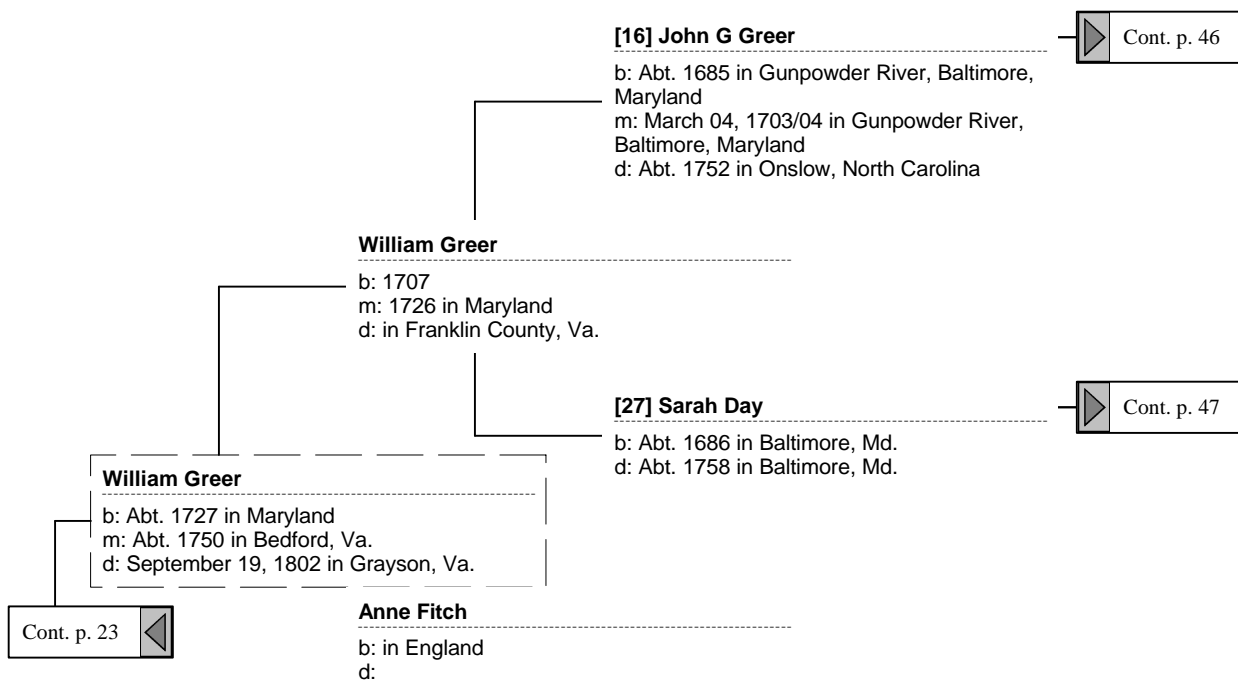 [16] John G Greer
Cont. p. 46
b: Abt. 1685 in Gunpowder River, Baltimore,
Maryland
m: March 04, 1703/04 in Gunpowder River,
Baltimore, Maryland
d: Abt. 1752 in Onslow, North Carolina
William Greer
b: 1707
m: 1726 in Maryland
d: in Franklin County, Va.
[27] Sarah Day
Cont. p. 47
b: Abt. 1686 in Baltimore, Md.
d: Abt. 1758 in Baltimore, Md.
William Greer
b: Abt. 1727 in Maryland
m: Abt. 1750 in Bedford, Va.
d: September 19, 1802 in Grayson, Va.
Cont. p. 23
Anne Fitch
b: in England
d: